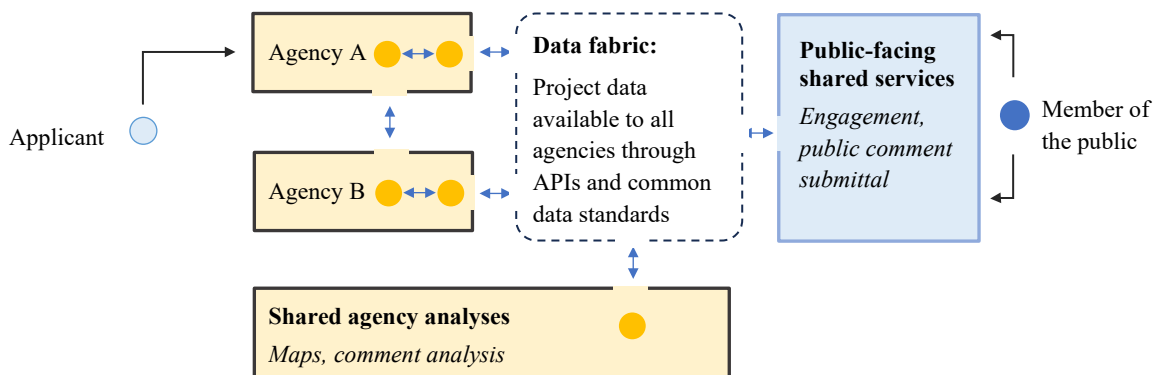 Applicant
Agency A
Agency B
Data fabric:
Project data
available to all
agencies through
APIs and common
data standards
Public-facing
shared services
Engagement,
public comment
submittal
Member of
the public
Shared agency analyses
Maps, comment analysis